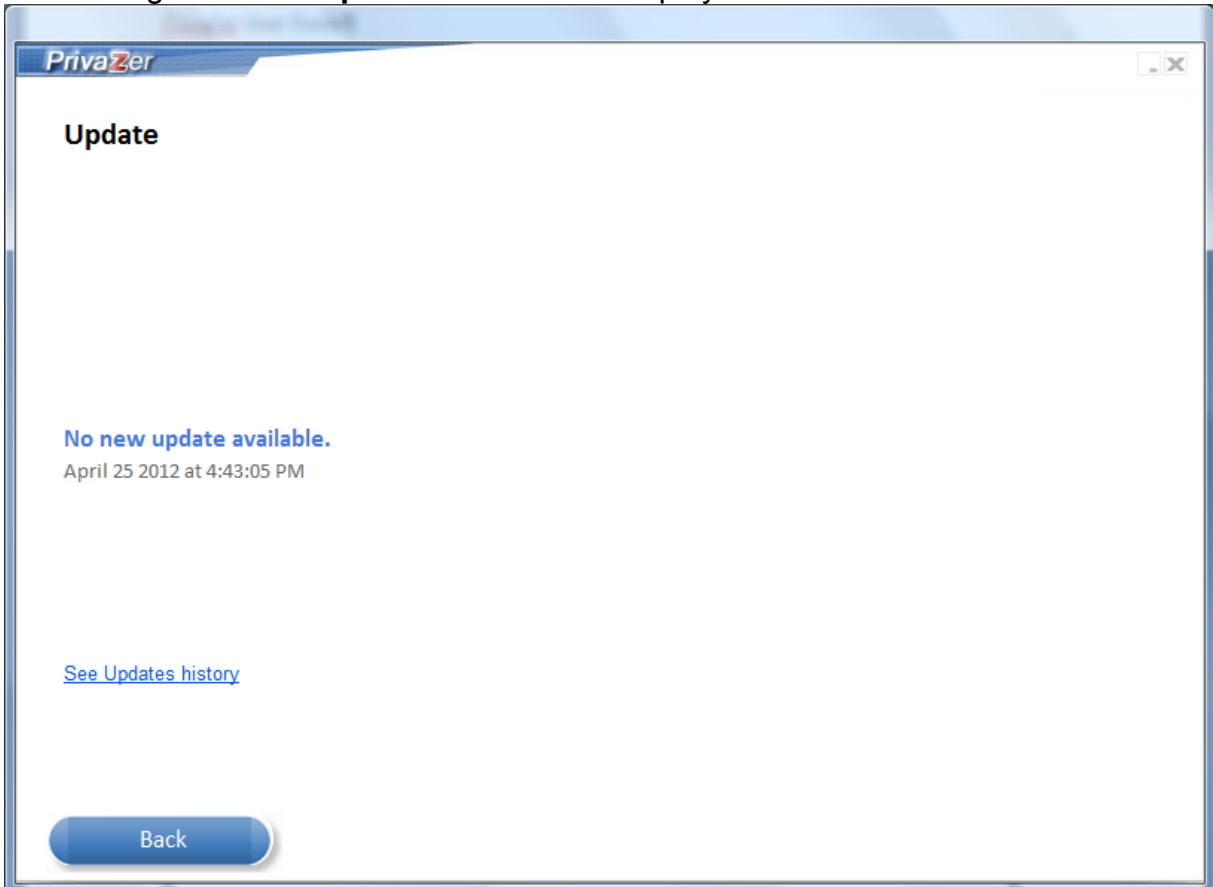 PrivaZer
Update
No new update available.
April 25 2012 at 4:43:05 PM
See Updates history
Back